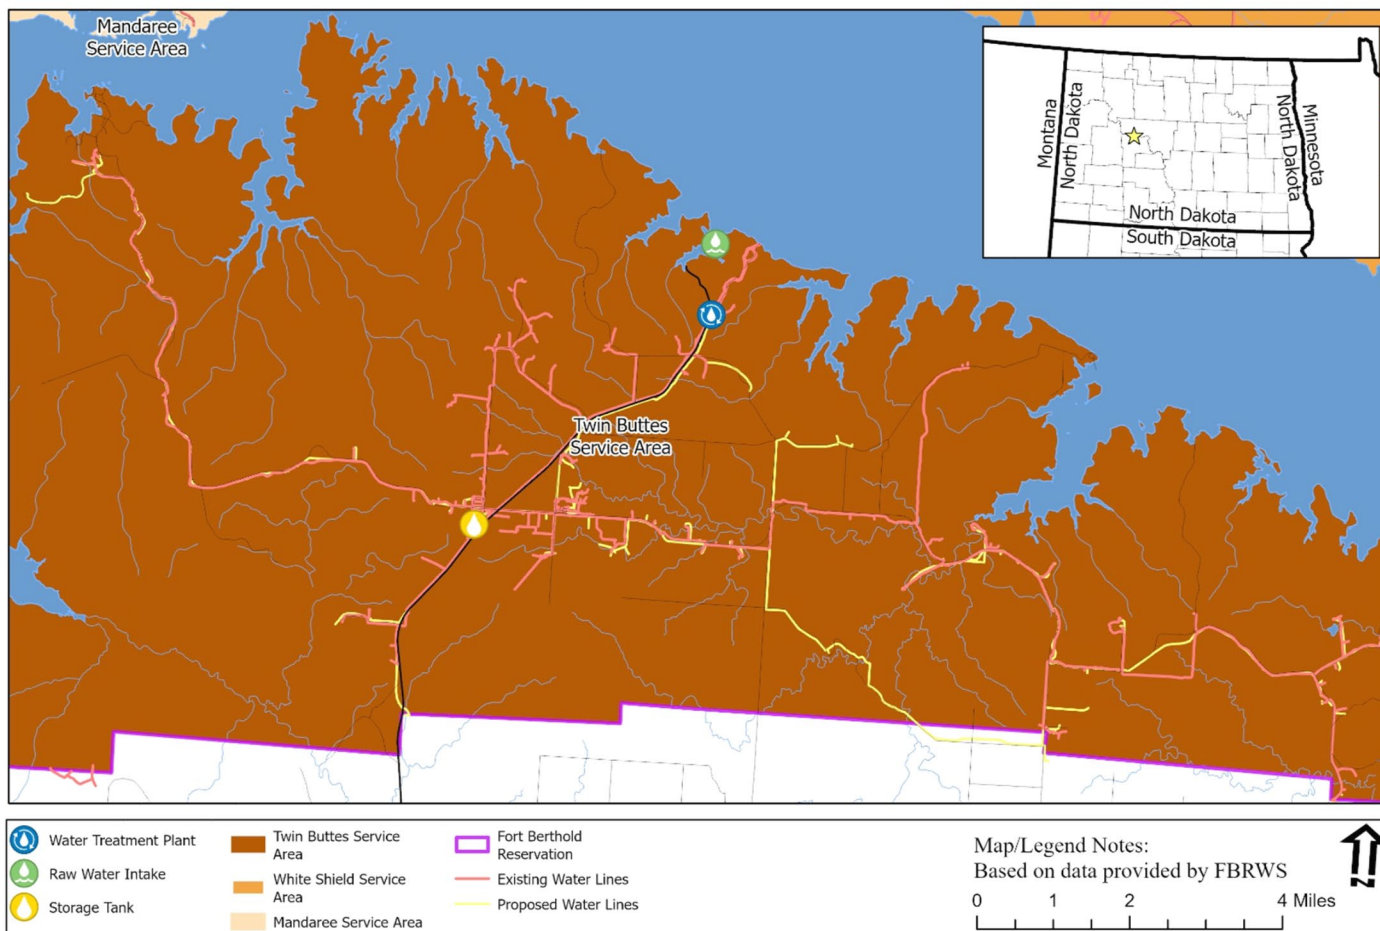 Mandaree
Service Area
Montana
North Dakota
North Dakota
Minnesota
North Dakota
South Dakota
Twin Buttes
Service Area
Water Treatment Plant
Raw Water Intake
Storage Tank
Twin Buttes Service
Area
White Shield Service
Area
Mandaree Service Area
Fort Berthold
Reservation
Existing Water Lines
Proposed Water Lines
Map/Legend Notes:
Based on data provided by FBRWS
0 1 2 4 Miles
N